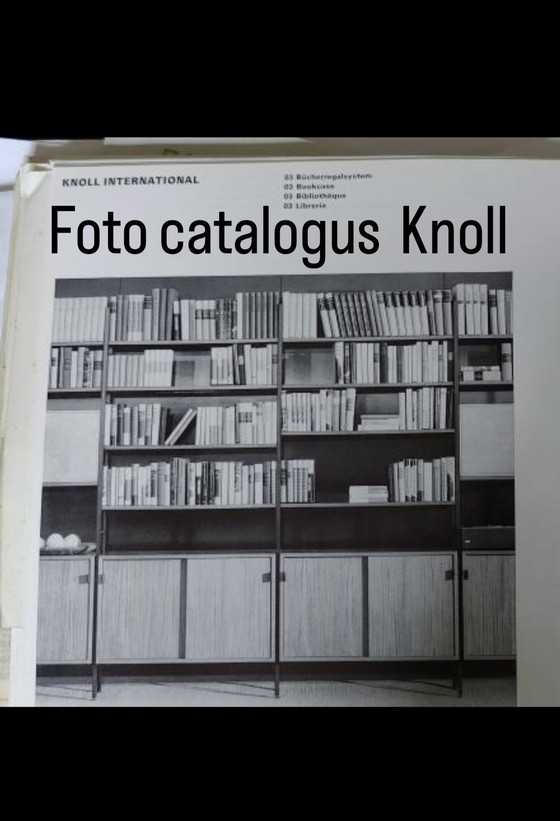 KNOLL INTERNATIONAL
03 Bücherregalsystem
03 Bookcase
03 Bibliothèque
03 Libreria
Foto catalogus Knoll